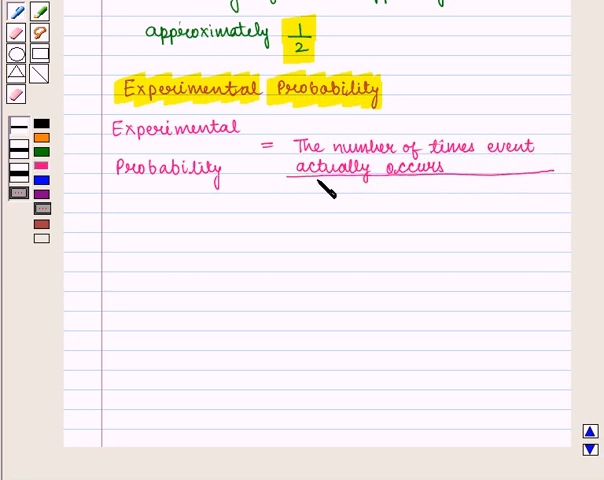 approximately 1/2
Experimental Probability
Experimental
Probability
= The number of times event
actually occurs